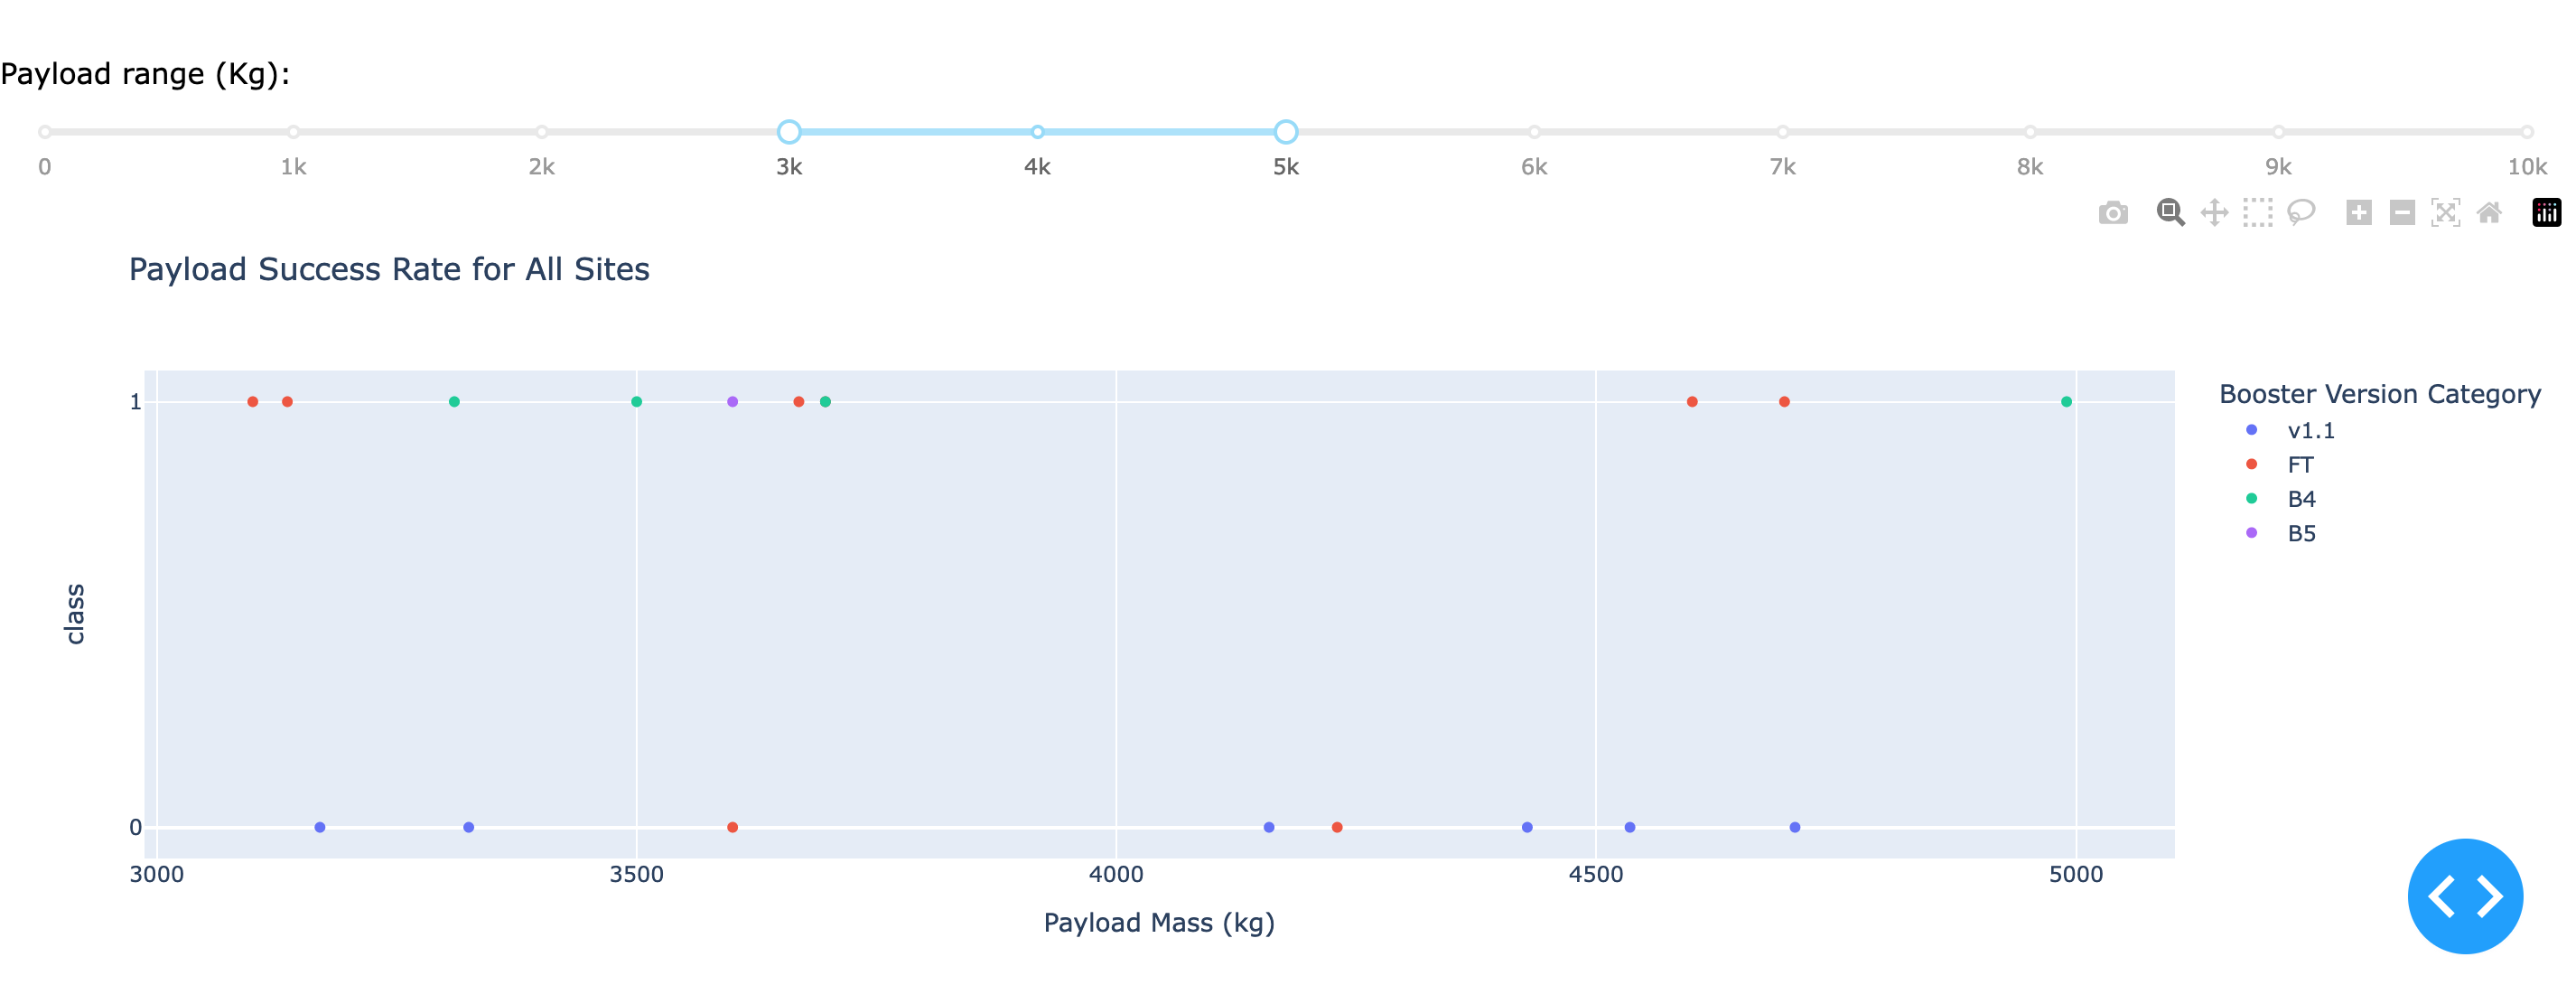 Payload range (Kg):
0 1k 2k 3k 4k 5k 6k 7k 8k 9k 10k
Payload Success Rate for All Sites
Booster Version Category
v1.1
FT
B4
B5
class
1
0
3000 3500 4000 4500 5000
Payload Mass (kg)